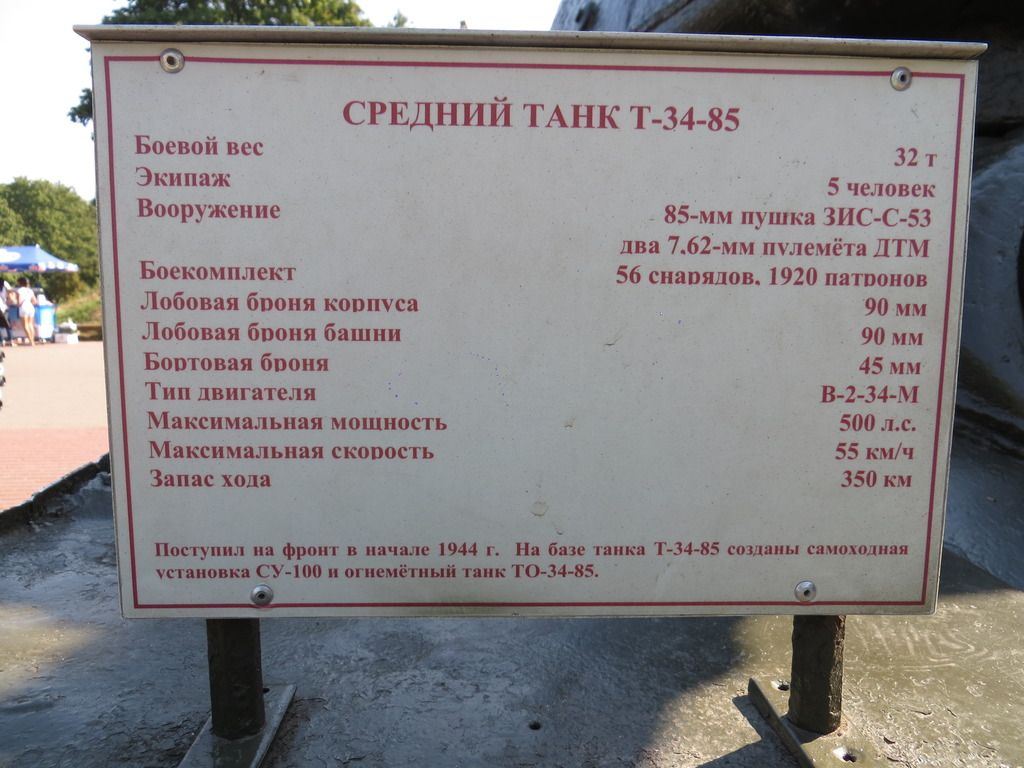 СРЕДНИЙ ТАНК Т-34-85
Боевой вес 32 т
Экипаж 5 человек
Вооружение 85-мм пушка ЗИС-С-53
два 7,62-мм пулемёта ДТМ
Боекомплект 56 снарядов, 1920 патронов
Лобовая броня корпуса 90 мм
Лобовая броня башни 90 мм
Бортовая броня 45 мм
Тип двигателя В-2-34-М
Максимальная мощность 500 л.с.
Максимальная скорость 55 км/ч
Запас хода 350 км
Поступил на фронт в начале 1944 г. На базе танка Т-34-85 созданы самоходная
установка СУ-100 и огнемётный танк ТО-34-85.